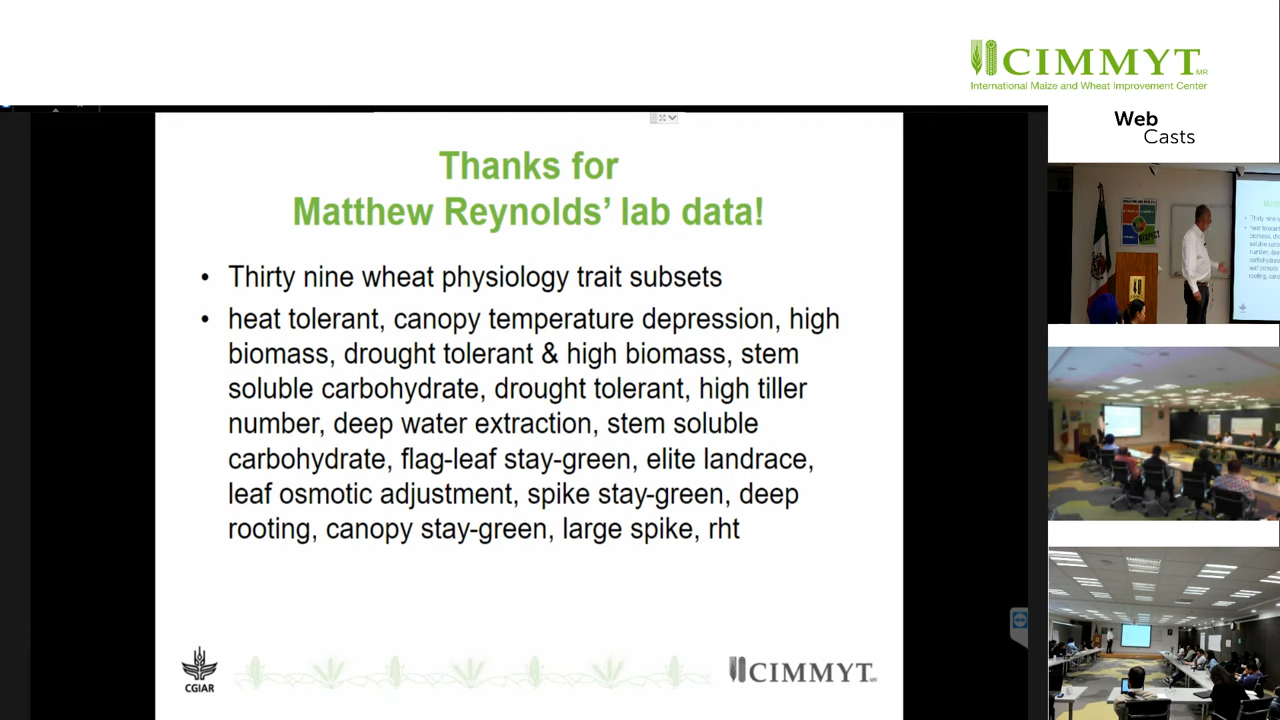 CIMMYT MR
International Maize and Wheat Improvement Center
Web
Casts
Thanks for
Matthew Reynolds’ lab data!
• Thirty nine wheat physiology trait subsets
• heat tolerant, canopy temperature depression, high
biomass, drought tolerant & high biomass, stem
soluble carbohydrate, drought tolerant, high tiller
number, deep water extraction, stem soluble
carbohydrate, flag-leaf stay-green, elite landrace,
leaf osmotic adjustment, spike stay-green, deep
rooting, canopy stay-green, large spike, rht
CGIAR
CIMMYT MR